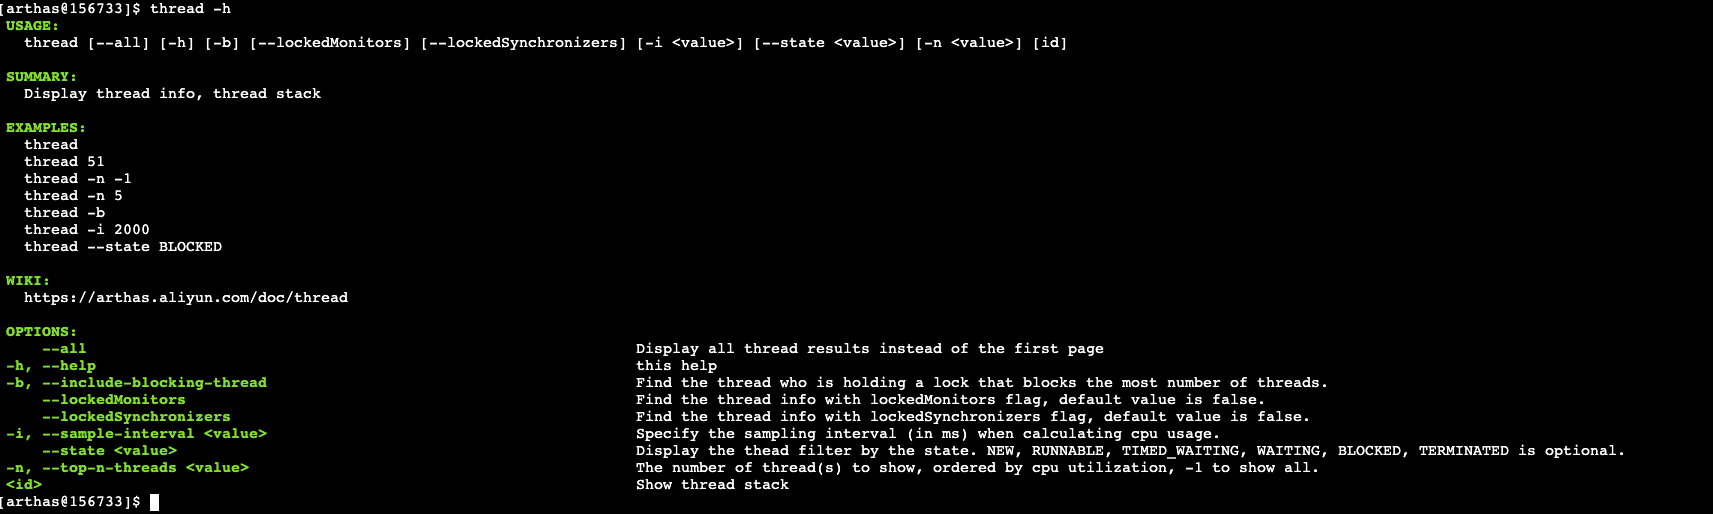 [arthas@156733]$ thread -h
USAGE:
thread [--all] [-h] [-b] [--lockedMonitors] [--lockedSynchronizers] [-i <value>] [--state <value>] [-n <value>] [id]
SUMMARY:
Display thread info, thread stack
EXAMPLES:
thread
thread 51
thread -n -1
thread -n 5
thread -b
thread -i 2000
thread --state BLOCKED
WIKI:
https://arthas.aliyun.com/doc/thread
OPTIONS:
--all Display all thread results instead of the first page
-h, --help this help
-b, --include-blocking-thread Find the thread who is holding a lock that blocks the most number of threads.
--lockedMonitors Find the thread info with lockedMonitors flag, default value is false.
--lockedSynchronizers Find the thread info with lockedSynchronizers flag, default value is false.
-i, --sample-interval <value> Specify the sampling interval (in ms) when calculating cpu usage.
--state <value> Display the thead filter by the state. NEW, RUNNABLE, TIMED_WAITING, WAITING, BLOCKED, TERMINATED is optional.
-n, --top-n-threads <value> The number of thread(s) to show, ordered by cpu utilization, -1 to show all.
<id> Show thread stack
[arthas@156733]$